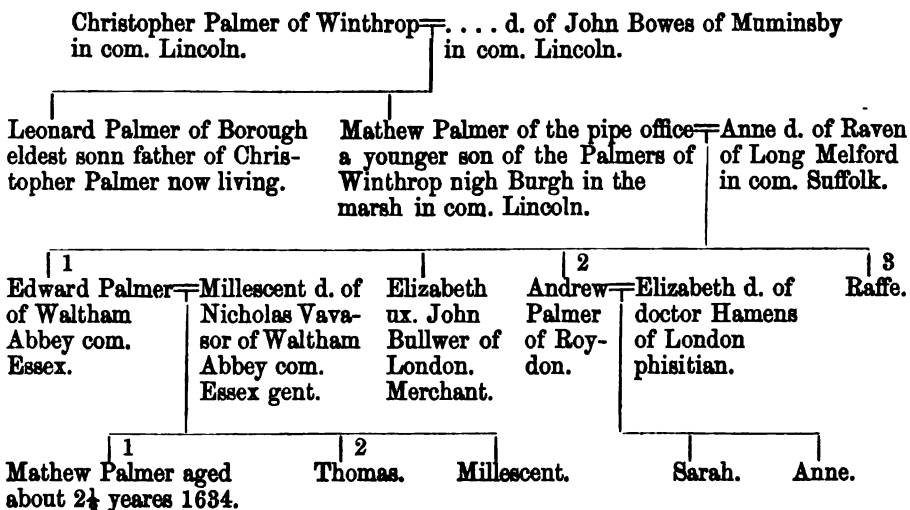 Christopher Palmer of Winthrop=. . . . d. of John Bowes of Muminsby
in com. Lincoln. in com. Lincoln.
Leonard Palmer of Borough
eldest sonn father of Chris-
topher Palmer now living.
Mathew Palmer of the pipe office=
a younger son of the Palmers of
Winthrop nigh Burgh in the
marsh in com. Lincoln.
Anne d. of Raven
of Long Melford
in com. Suffolk.
1
Edward Palmer=
of Waltham
Abbey com.
Essex.
Millescent d. of
Nicholas Vava-
sor of Waltham
Abbey com.
Essex gent.
Elizabeth
ux. John
Bullwer of
London.
Merchant.
2
Andrew=
Palmer
of Roy-
don.
Elizabeth d. of
doctor Hamens
of London
phisitian.
3
Raffe.
1
Mathew Palmer aged
about 2½ yeares 1634.
2
Thomas.
Millescent.
Sarah.
Anne.